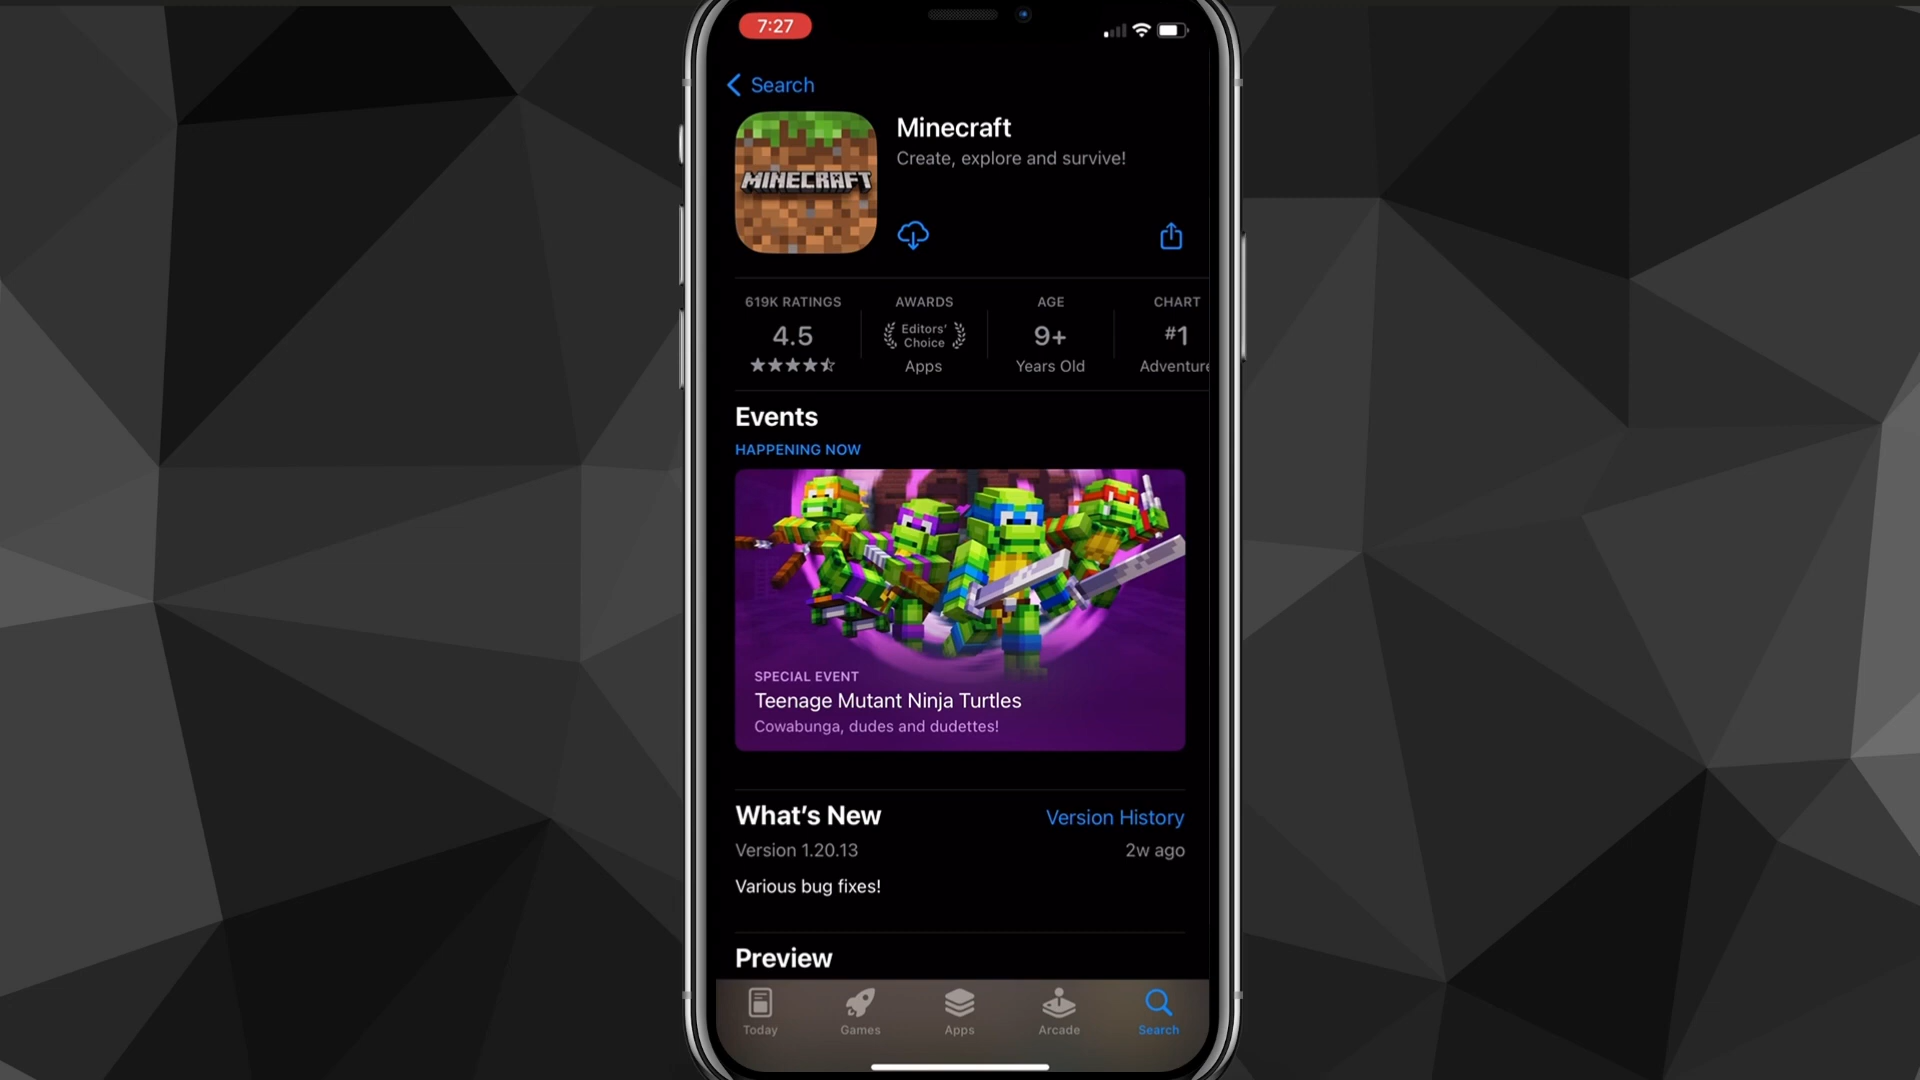 7:27
Search
MINECRAFT
Minecraft
Create, explore and survive!
619K RATINGS
4.5
AWARDS
Editors'
Choice
Apps
AGE
9+
Years Old
CHART
#1
Adventure
Events
HAPPENING NOW
SPECIAL EVENT
Teenage Mutant Ninja Turtles
Cowabunga, dudes and dudettes!
What's New
Version History
Version 1.20.13
2w ago
Various bug fixes!
Preview
Today
Games
Apps
Arcade
Search